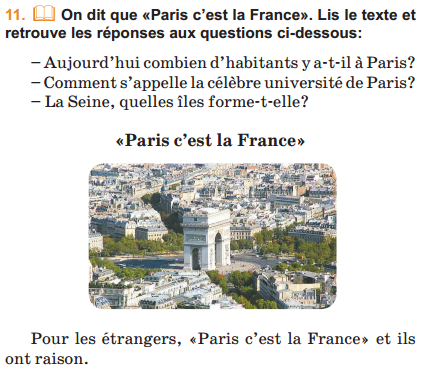 11. On dit que «Paris c’est la France». Lis le texte et
retrouve les réponses aux questions ci-dessous:
– Aujourd’hui combien d’habitants y a-t-il à Paris?
– Comment s’appelle la célèbre université de Paris?
– La Seine, quelles îles forme-t-elle?
«Paris c’est la France»
Pour les étrangers, «Paris c’est la France» et ils
ont raison.